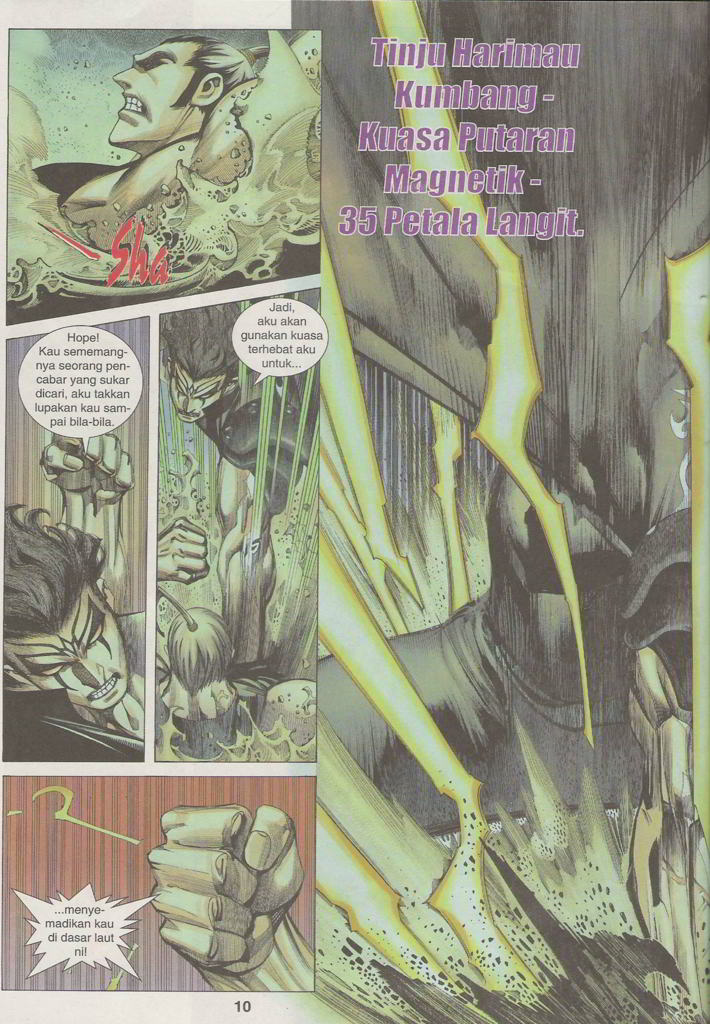 Sha
Hope!
Kau sememang-
nya seorang pen-
cabar yang sukar
dicari, aku takkan
lupakan kau sam-
pai bila-bila.
Jadi,
aku akan
gunakan kuasa
terhebat aku
untuk...
...menye-
madikan kau
di dasar laut
ni!
Tinju Harimau
Kumbang -
Kuasa Putaran
Magnetik -
35 Petala Langit.
10